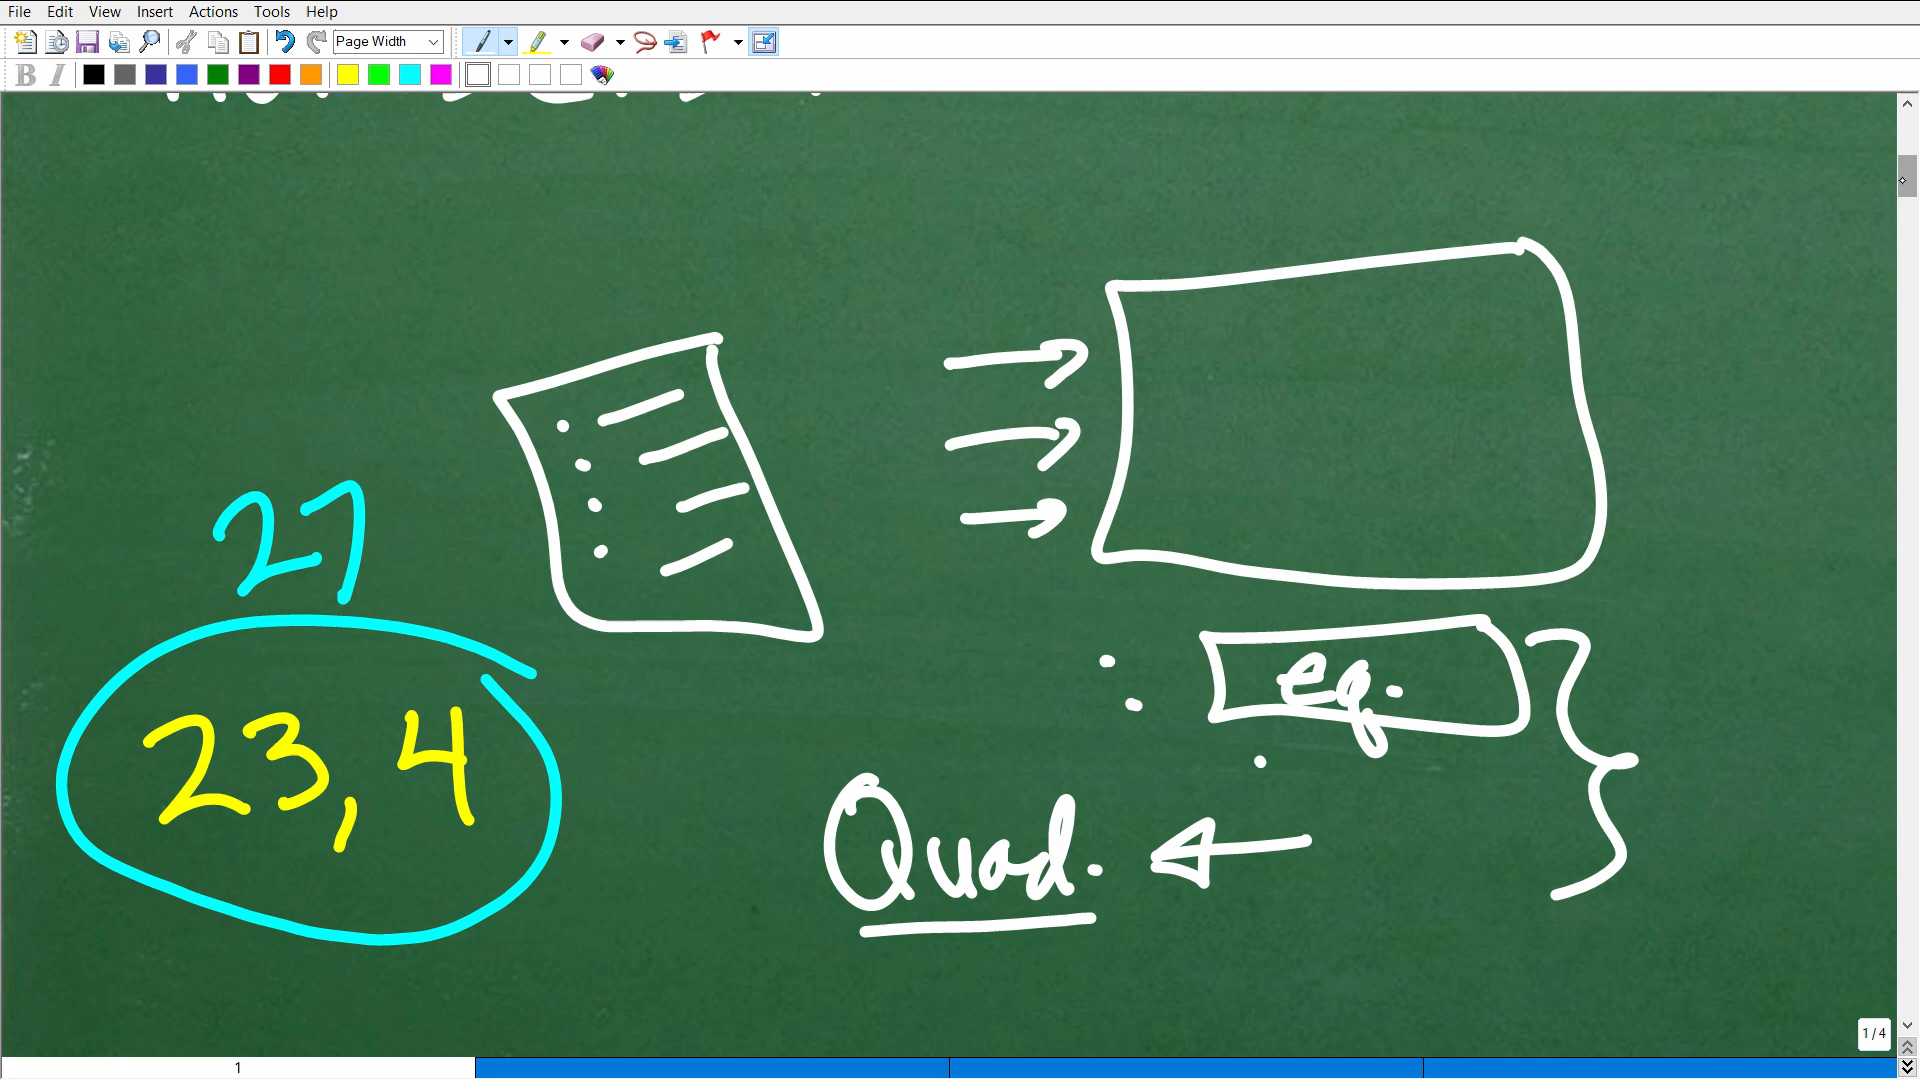 File Edit View Insert Actions Tools Help
Page Width
B I
27
23, 4
eq.
Quad.
1 / 4
1